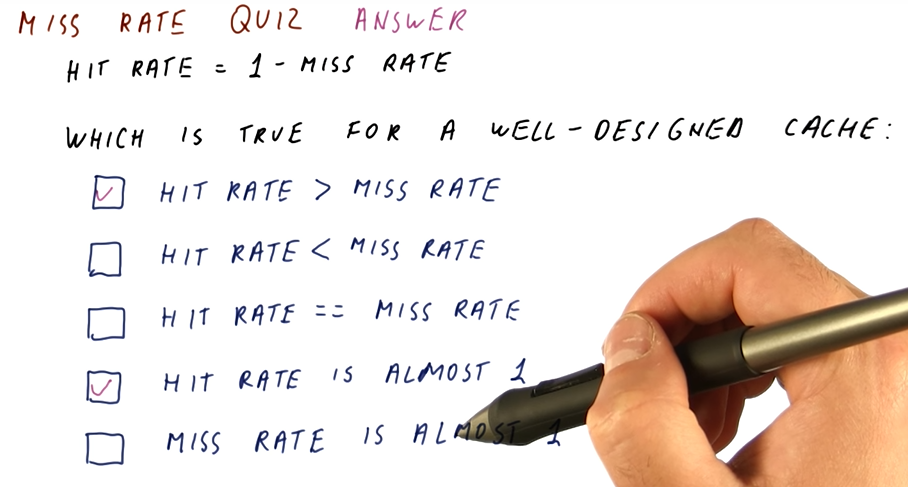 MISS RATE QUIZ ANSWER
HIT RATE = 1 - MISS RATE
WHICH IS TRUE FOR A WELL-DESIGNED CACHE:
HIT RATE > MISS RATE
HIT RATE < MISS RATE
HIT RATE == MISS RATE
HIT RATE IS ALMOST 1
MISS RATE IS ALMOST 1